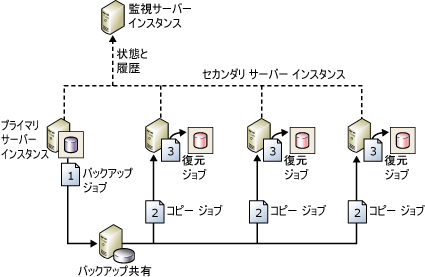 監視サーバー
インスタンス
状態と
履歴
セカンダリ サーバー インスタンス
プライマリ
サーバー
インスタンス
1
バックアップ
ジョブ
3
復元
ジョブ
3
復元
ジョブ
3
復元
ジョブ
2
コピー ジョブ
2
コピー ジョブ
2
コピー ジョブ
バックアップ共有